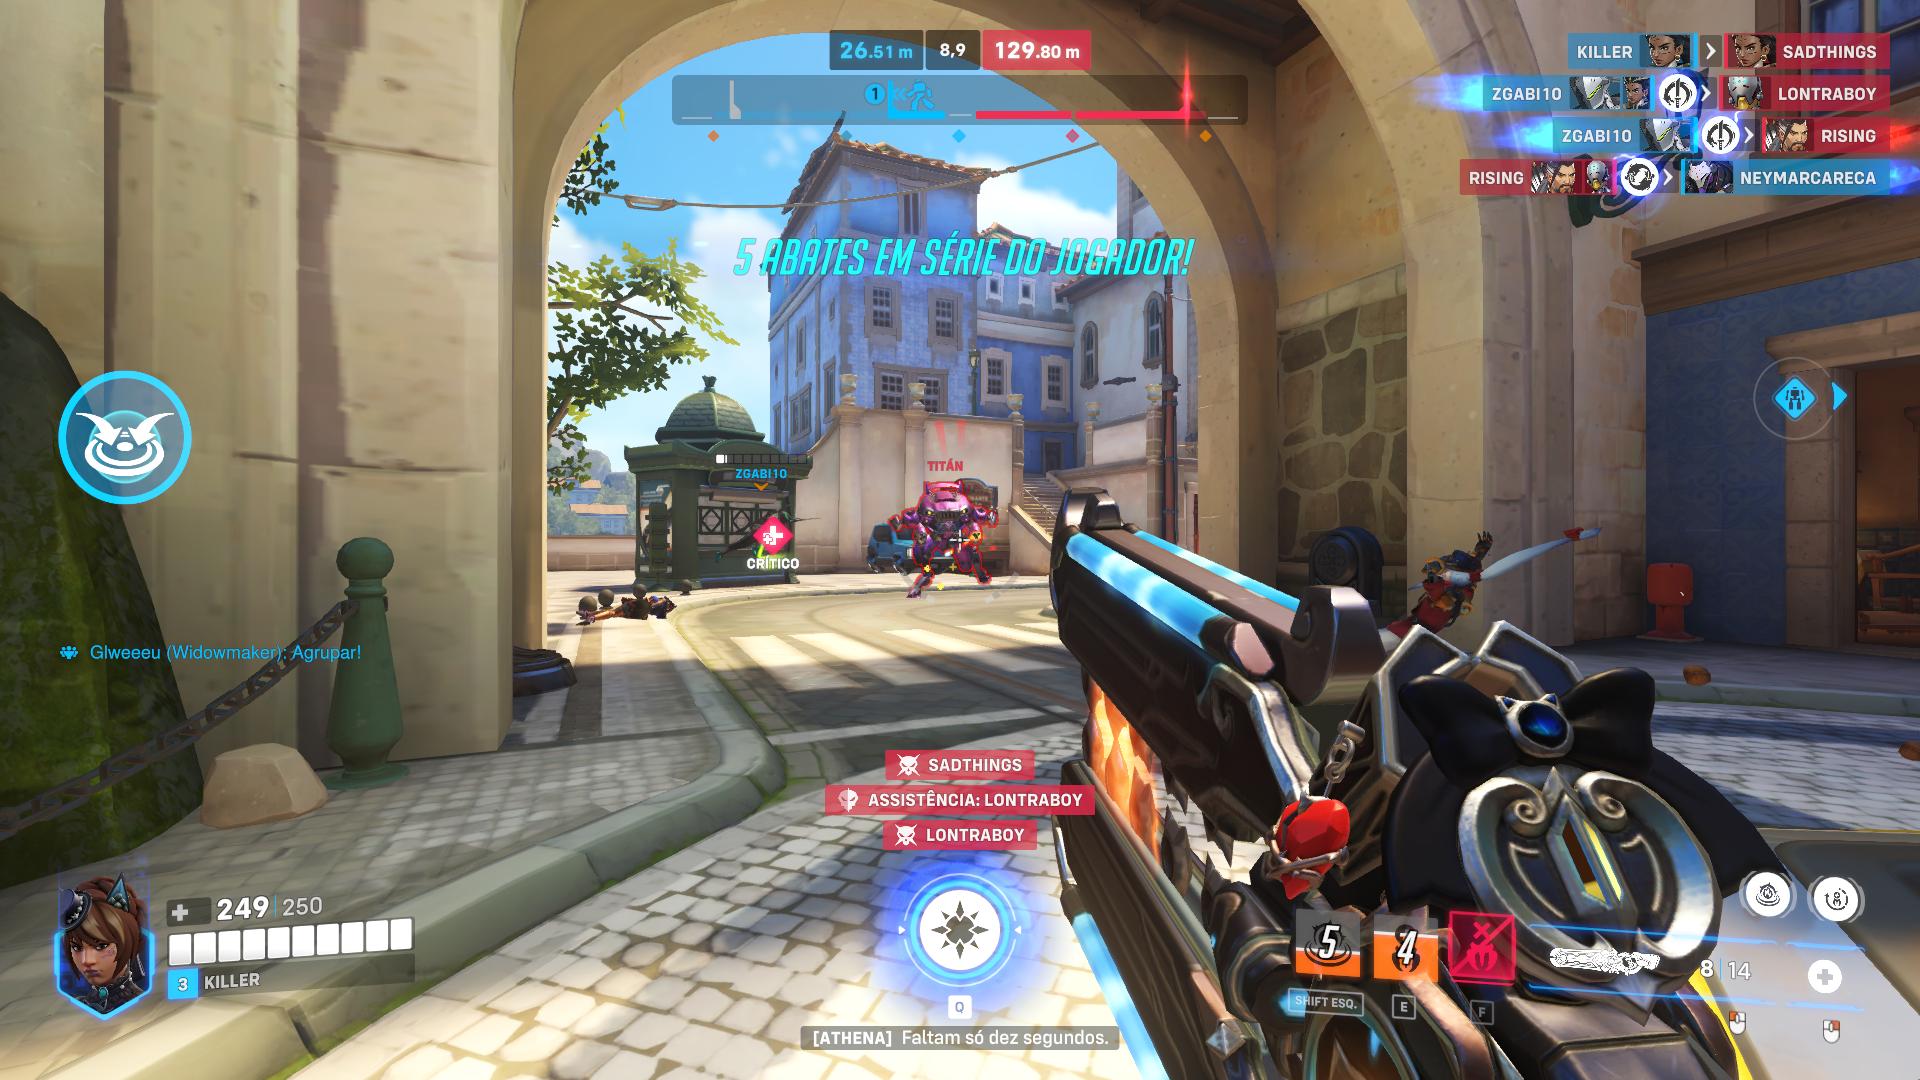 26.51 m
8,9
129.80 m
1
KILLER
SADTHINGS
ZGABI10
LONTRABOY
ZGABI10
RISING
RISING
NEYMARCARECA
5 ABATES EM SÉRIE DO JOGADOR!
TITÁN
ZGABI10
CRÍTICO
Glweeeu (Widowmaker): Agrupar!
SADTHINGS
ASSISTÊNCIA: LONTRABOY
LONTRABOY
249 | 250
3 KILLER
5
4
8 | 14
SHIFT ESQ.
E
F
Q
[ATHENA] Faltam só dez segundos.